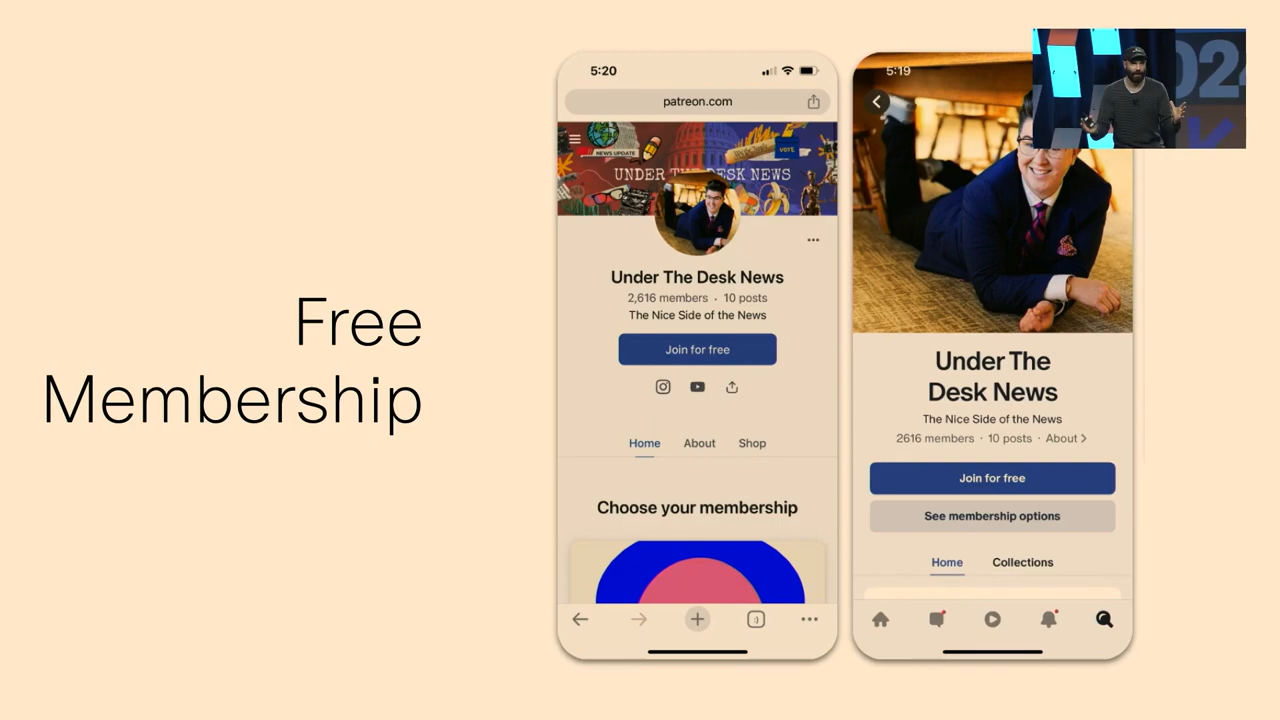 Free
Membership
5:20
patreon.com
NEWS UPDATE
VOTE
UNDER THE DESK NEWS
Under The Desk News
2,616 members · 10 posts
The Nice Side of the News
Join for free
Home About Shop
Choose your membership
:)
5:19
Under The
Desk News
The Nice Side of the News
2616 members · 10 posts · About >
Join for free
See membership options
Home Collections
024